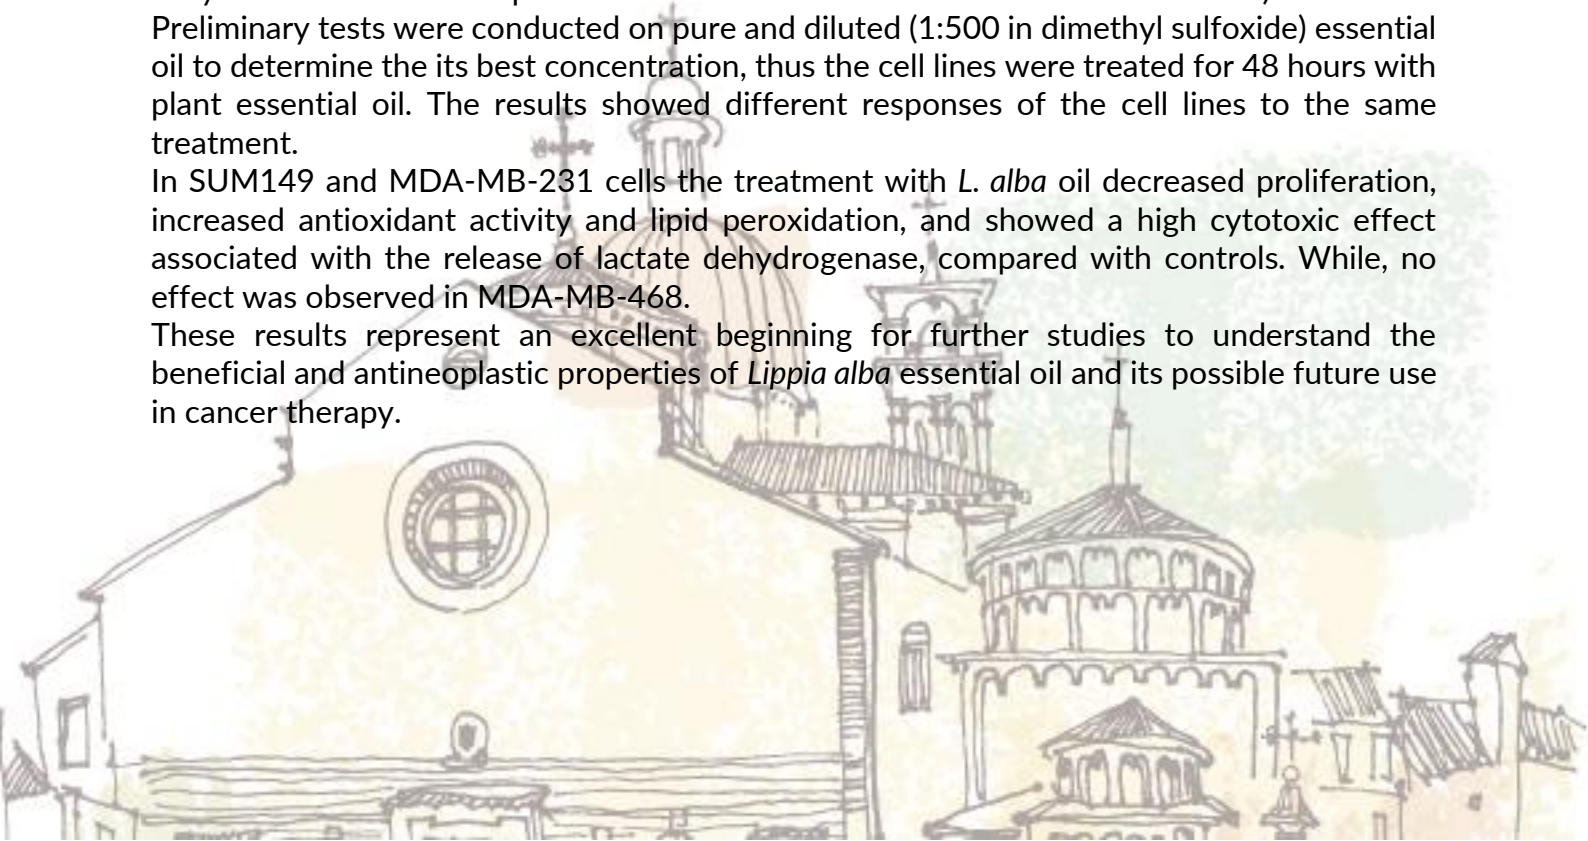 Preliminary tests were conducted on pure and diluted (1:500 in dimethyl sulfoxide) essential
oil to determine the its best concentration, thus the cell lines were treated for 48 hours with
plant essential oil. The results showed different responses of the cell lines to the same
treatment.
In SUM149 and MDA-MB-231 cells the treatment with L. alba oil decreased proliferation,
increased antioxidant activity and lipid peroxidation, and showed a high cytotoxic effect
associated with the release of lactate dehydrogenase, compared with controls. While, no
effect was observed in MDA-MB-468.
These results represent an excellent beginning for further studies to understand the
beneficial and antineoplastic properties of Lippia alba essential oil and its possible future use
in cancer therapy.